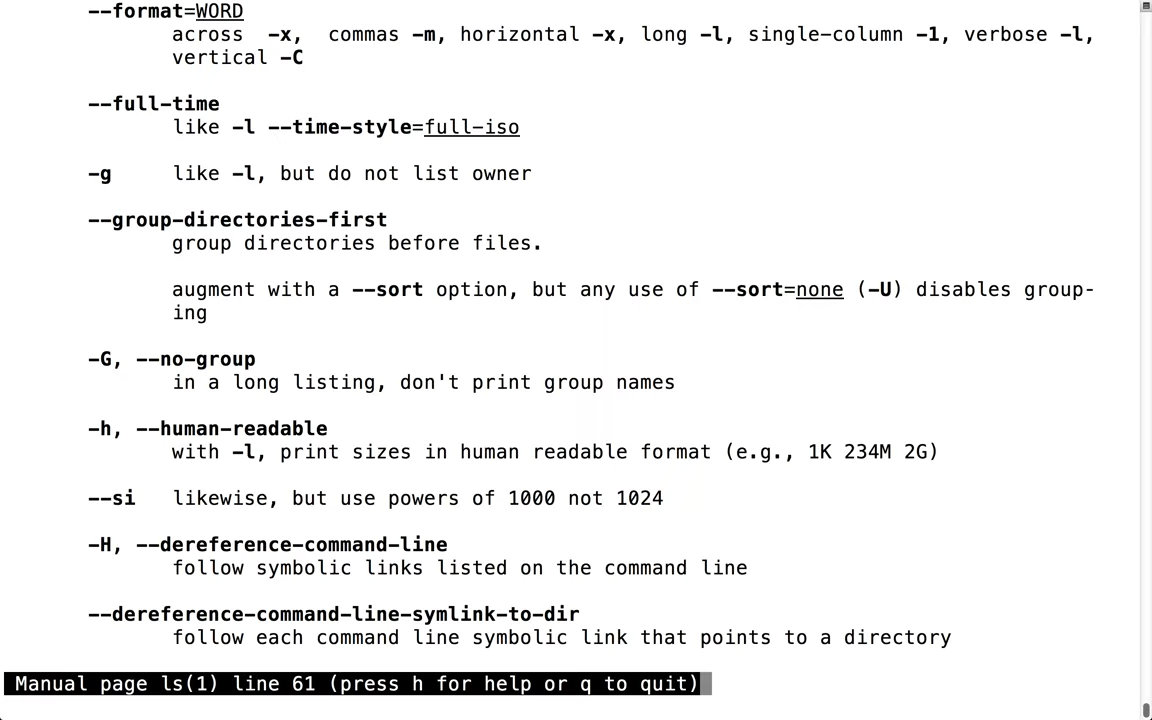 --format=WORD
across  -x,  commas -m, horizontal -x, long -l, single-column -1, verbose -l,
vertical -C
--full-time
like -l --time-style=full-iso
-g     like -l, but do not list owner
--group-directories-first
group directories before files.
augment with a --sort option, but any use of --sort=none (-U) disables group-
ing
-G, --no-group
in a long listing, don't print group names
-h, --human-readable
with -l, print sizes in human readable format (e.g., 1K 234M 2G)
--si   likewise, but use powers of 1000 not 1024
-H, --dereference-command-line
follow symbolic links listed on the command line
--dereference-command-line-symlink-to-dir
follow each command line symbolic link that points to a directory
Manual page ls(1) line 61 (press h for help or q to quit)